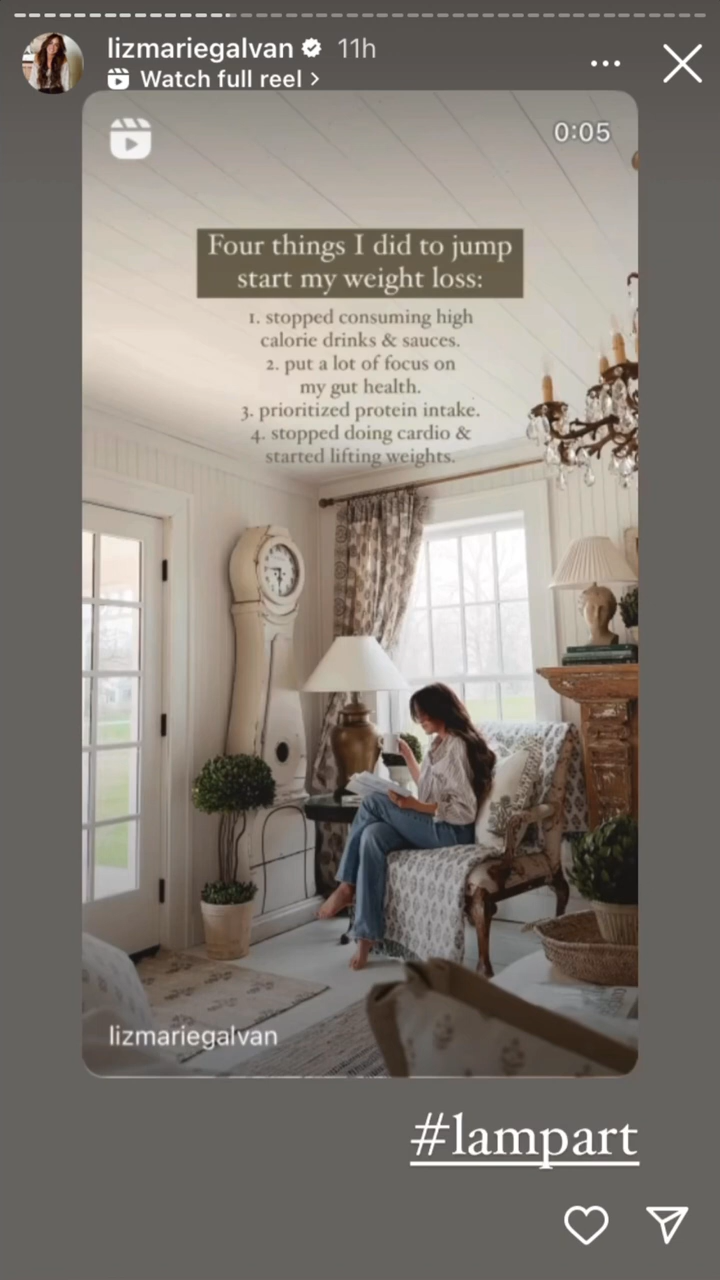 lizmariegalvan 11h
Watch full reel >
0:05
Four things I did to jump
start my weight loss:
1. stopped consuming high
calorie drinks & sauces.
2. put a lot of focus on
my gut health.
3. prioritized protein intake.
4. stopped doing cardio &
started lifting weights.
lizmariegalvan
#lampart